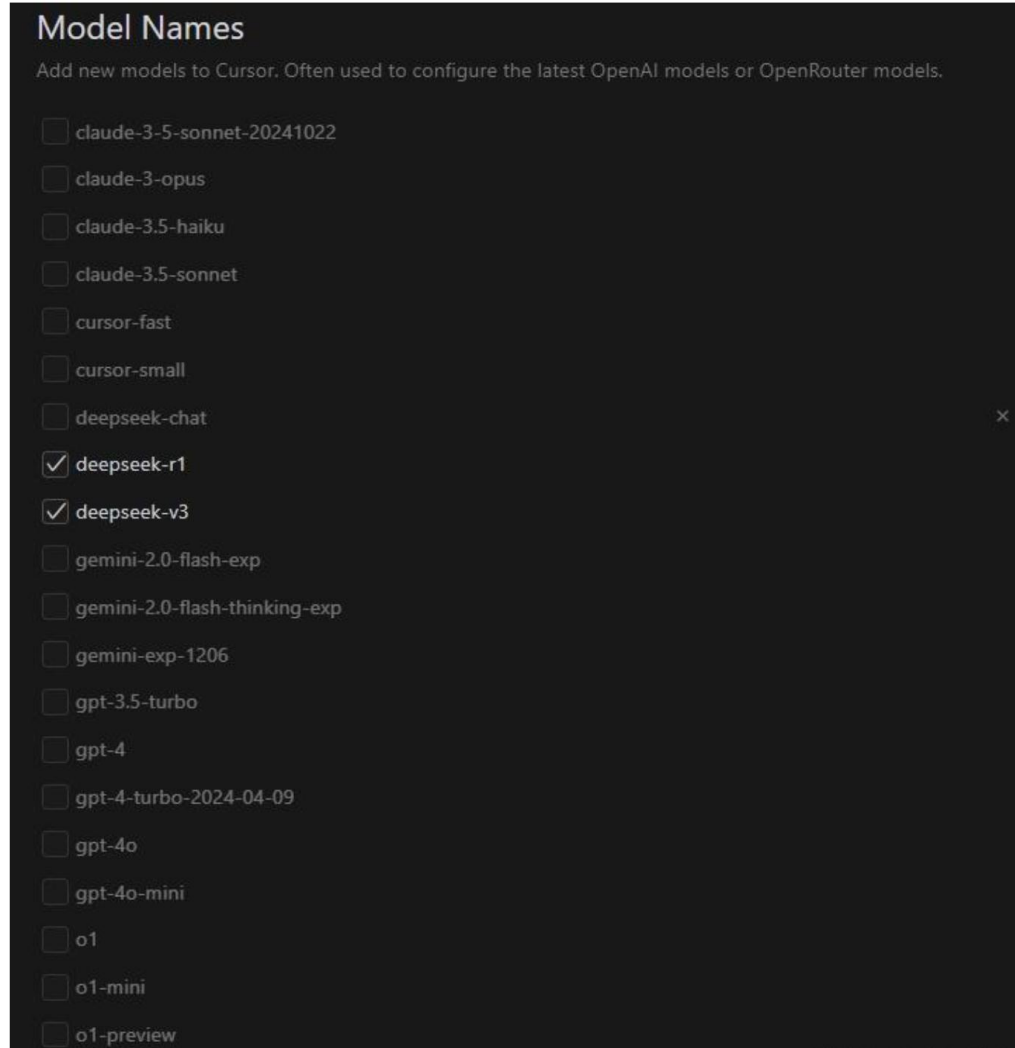 Model Names
Add new models to Cursor. Often used to configure the latest OpenAI models or OpenRouter models.
claude-3-5-sonnet-20241022
claude-3-opus
claude-3.5-haiku
claude-3.5-sonnet
cursor-fast
cursor-small
deepseek-chat
deepseek-r1
deepseek-v3
gemini-2.0-flash-exp
gemini-2.0-flash-thinking-exp
gemini-exp-1206
gpt-3.5-turbo
gpt-4
gpt-4-turbo-2024-04-09
gpt-4o
gpt-4o-mini
o1
o1-mini
o1-preview